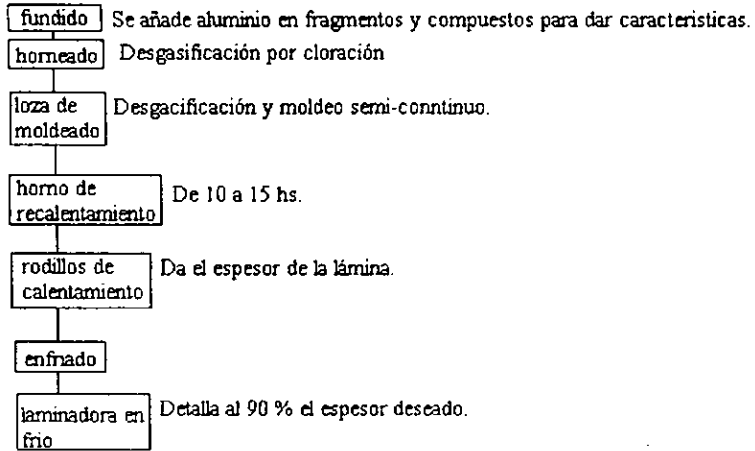 fundido Se añade aluminio en fragmentos y compuestos para dar caracteristicas.
horneado Desgasificación por cloración
loza de moldeado Desgacificación y moldeo semi-conntinuo.
horno de recalentamiento De 10 a 15 hs.
rodillos de calentamiento Da el espesor de la lámina.
enfriado
laminadora en frio Detalla al 90 % el espesor deseado.